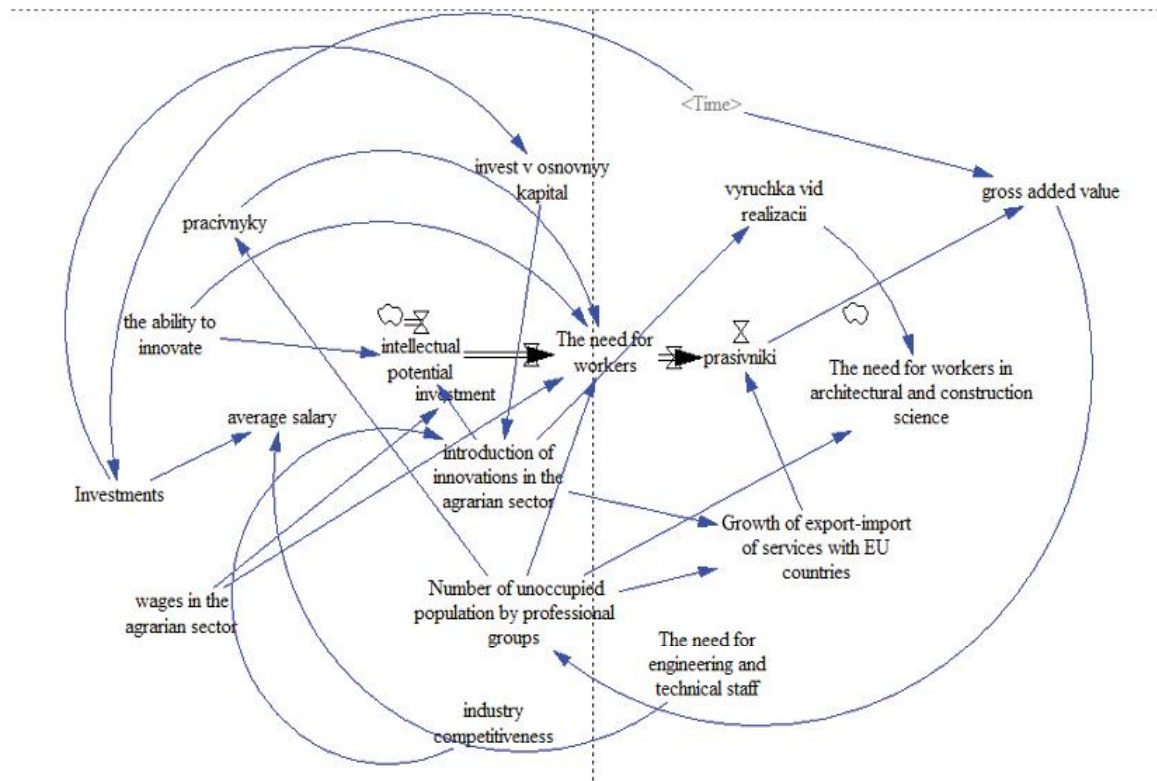 <Time>
invest v osnovnyy
kapital
vyruchka vid
realizacii
gross added value
pracivnyky
the ability to
innovate
intellectual
potential
investment
The need for
workers
prasivniki
The need for workers in
architectural and construction
science
average salary
introduction of
innovations in the
agrarian sector
Investments
Growth of export-import
of services with EU
countries
wages in the
agrarian sector
Number of unoccupied
population by professional
groups
The need for
engineering and
technical staff
industry
competitiveness